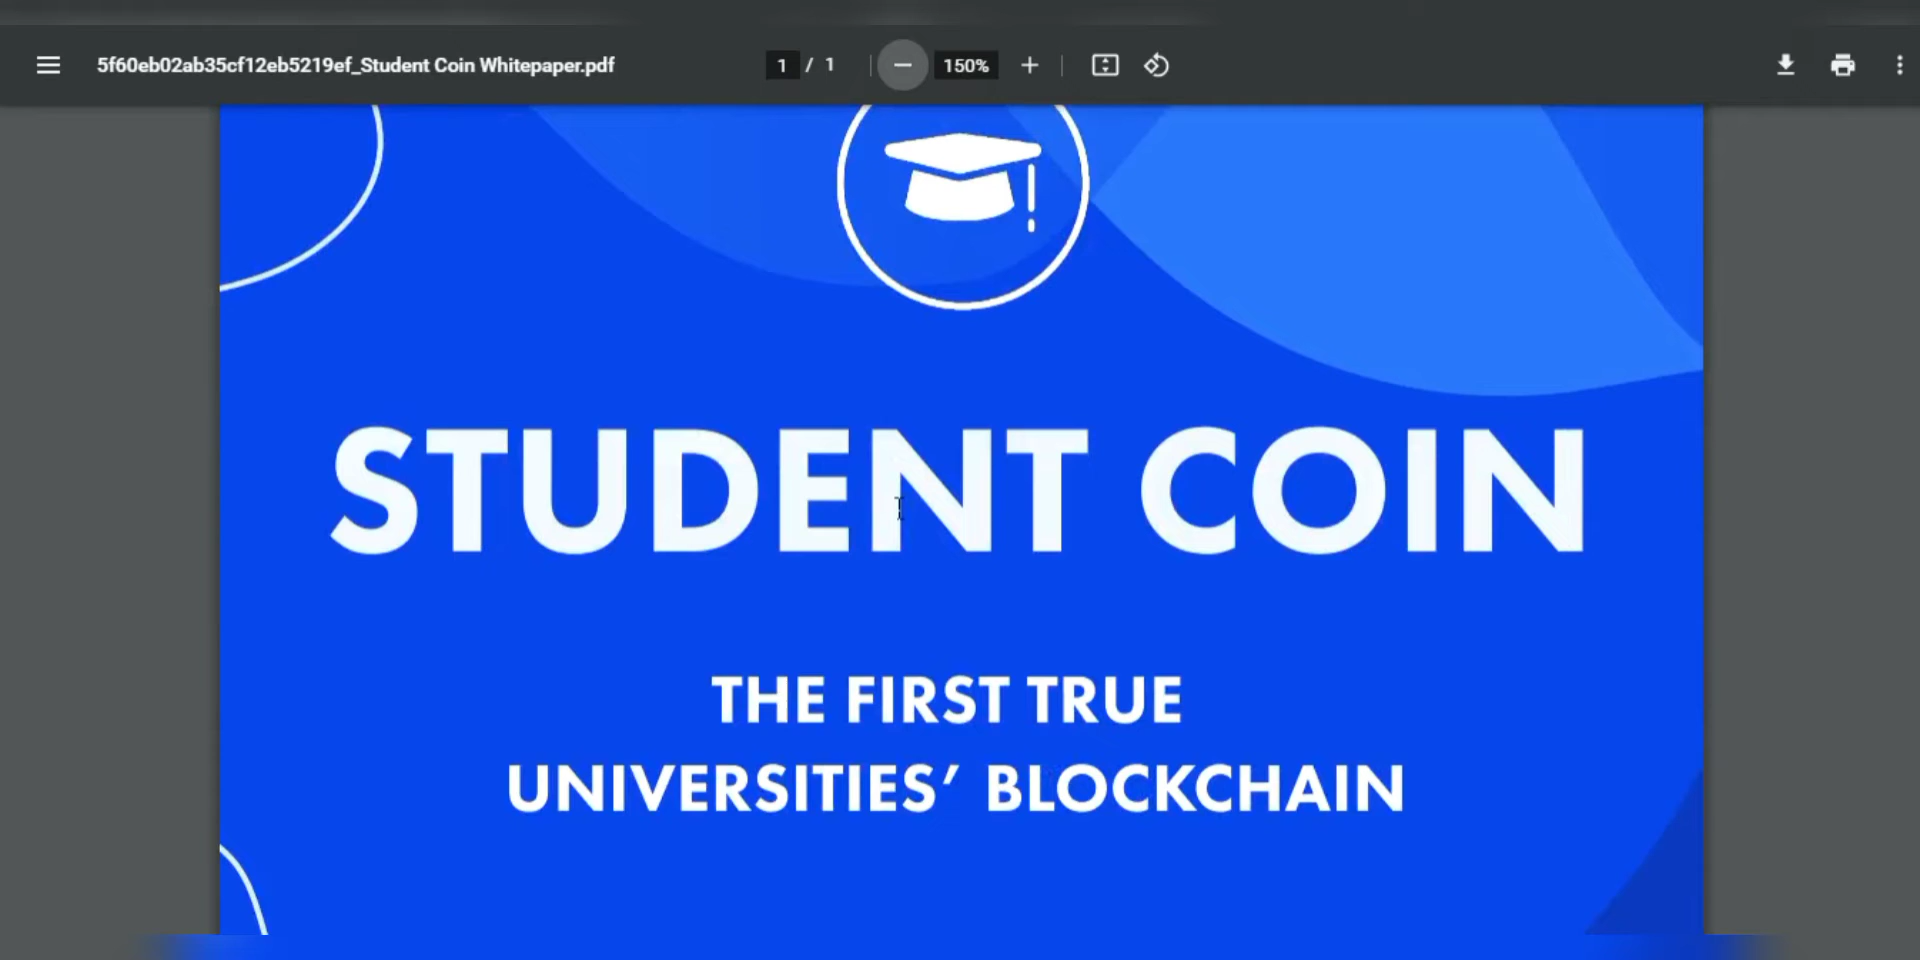 5f60eb02ab35cf12eb5219ef_Student Coin Whitepaper.pdf
1 / 1
150%
STUDENT COIN
THE FIRST TRUE
UNIVERSITIES’ BLOCKCHAIN